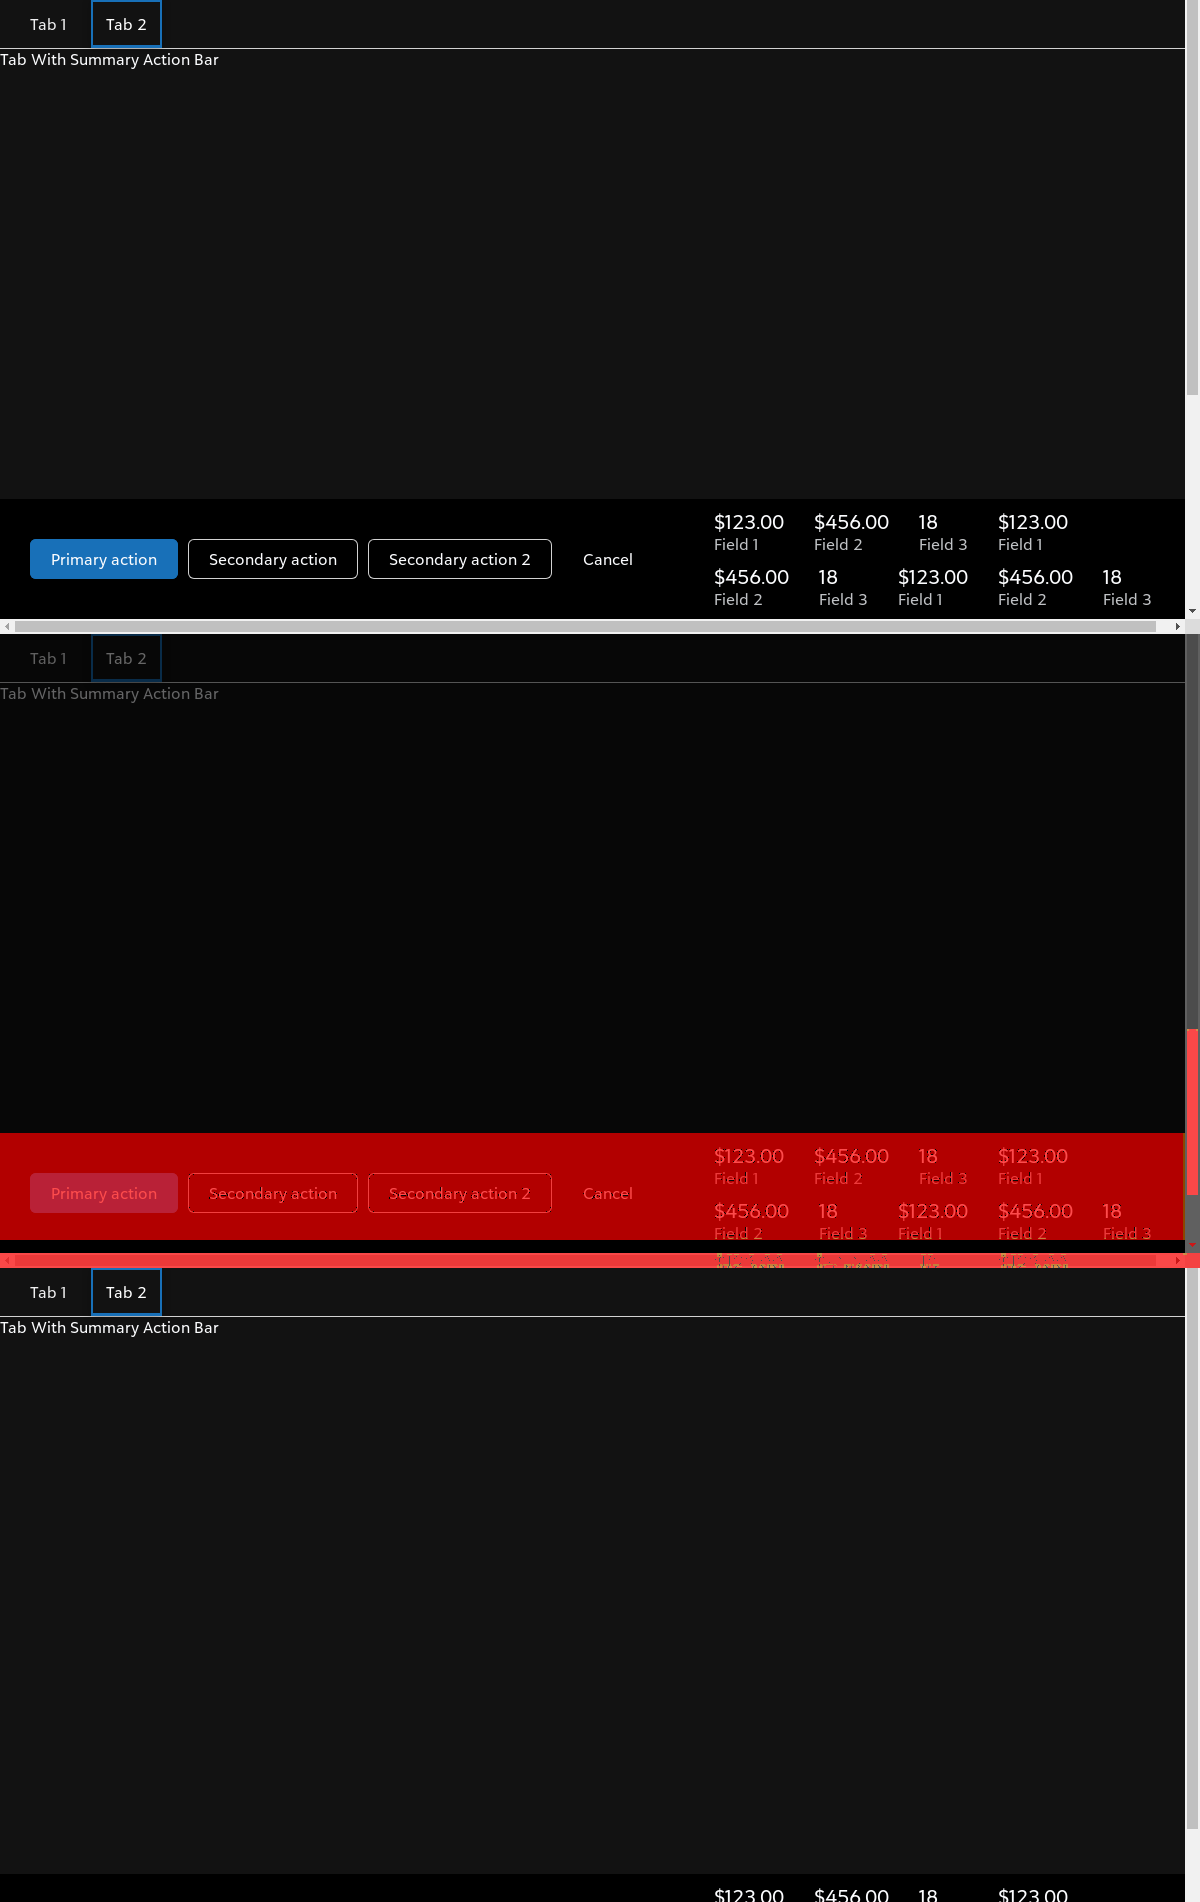 Tab 1 Tab 2
Tab With Summary Action Bar
$123.00 $456.00 18 $123.00
Field 1 Field 2 Field 3 Field 1
Primary action Secondary action Secondary action 2 Cancel
$456.00 18 $123.00 $456.00 18
Field 2 Field 3 Field 1 Field 2 Field 3
Tab 1 Tab 2
Tab With Summary Action Bar
$123.00 $456.00 18 $123.00
Field 1 Field 2 Field 3 Field 1
Primary action Secondary action Secondary action 2 Cancel
$456.00 18 $123.00 $456.00 18
Field 2 Field 3 Field 1 Field 2 Field 3
Tab 1 Tab 2
Tab With Summary Action Bar
$123.00 $456.00 18 $123.00